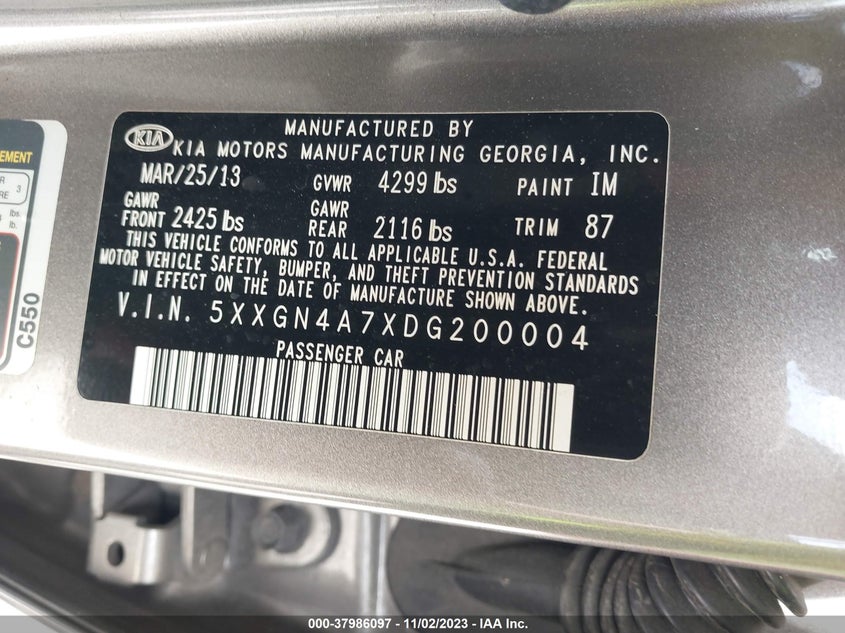 MANUFACTURED BY
KIA KIA MOTORS MANUFACTURING GEORGIA, INC.
MAR/25/13 GVWR 4299 lbs PAINT IM
GAWR FRONT 2425 lbs GAWR REAR 2116 lbs TRIM 87
THIS VEHICLE CONFORMS TO ALL APPLICABLE U.S.A. FEDERAL
MOTOR VEHICLE SAFETY, BUMPER, AND THEFT PREVENTION STANDARDS
IN EFFECT ON THE DATE OF MANUFACTURE SHOWN ABOVE.
V.I.N. 5XXGN4A7XDG200004
PASSENGER CAR
3
lbs.
lb.
C550
000-37986097 - 11/02/2023 - IAA Inc.